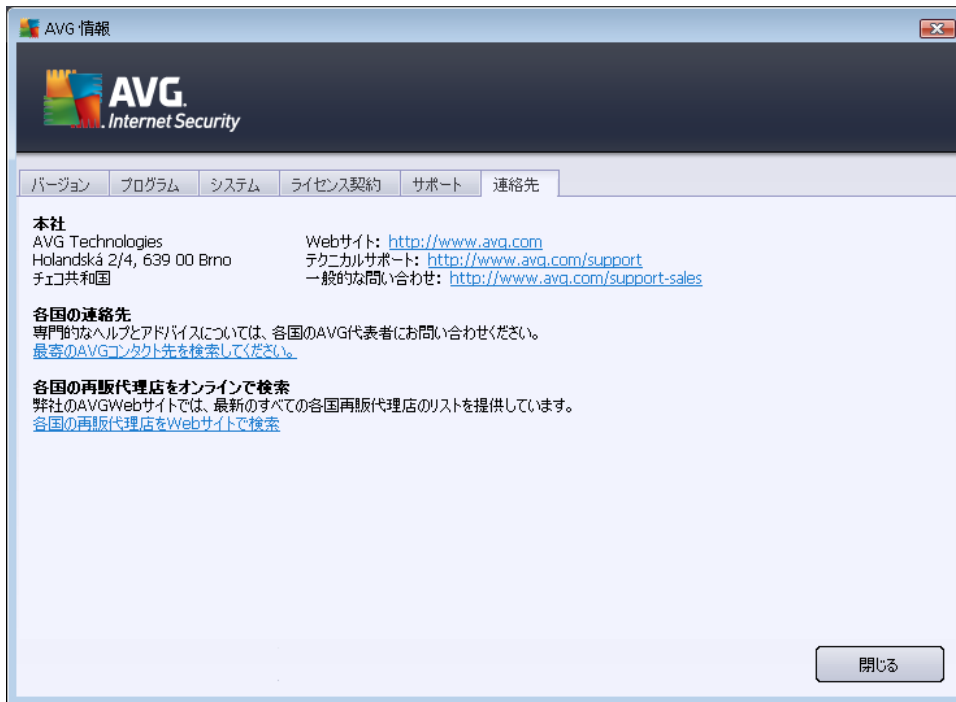 AVG 情報
AVG.
Internet Security
バージョン プログラム システム ライセンス契約 サポート 連絡先
本社
AVG Technologies Webサイト: http://www.avg.com
Holandská 2/4, 639 00 Brno テクニカルサポート: http://www.avg.com/support
チェコ共和国 一般的な問い合わせ: http://www.avg.com/support-sales
各国の連絡先
専門的なヘルプとアドバイスについては、各国のAVG代表者にお問い合わせください。
最寄のAVGコンタクト先を検索してください。
各国の再販代理店をオンラインで検索
弊社のAVGWebサイトでは、最新のすべての各国再販代理店のリストを提供しています。
各国の再販代理店をWebサイトで検索
閉じる